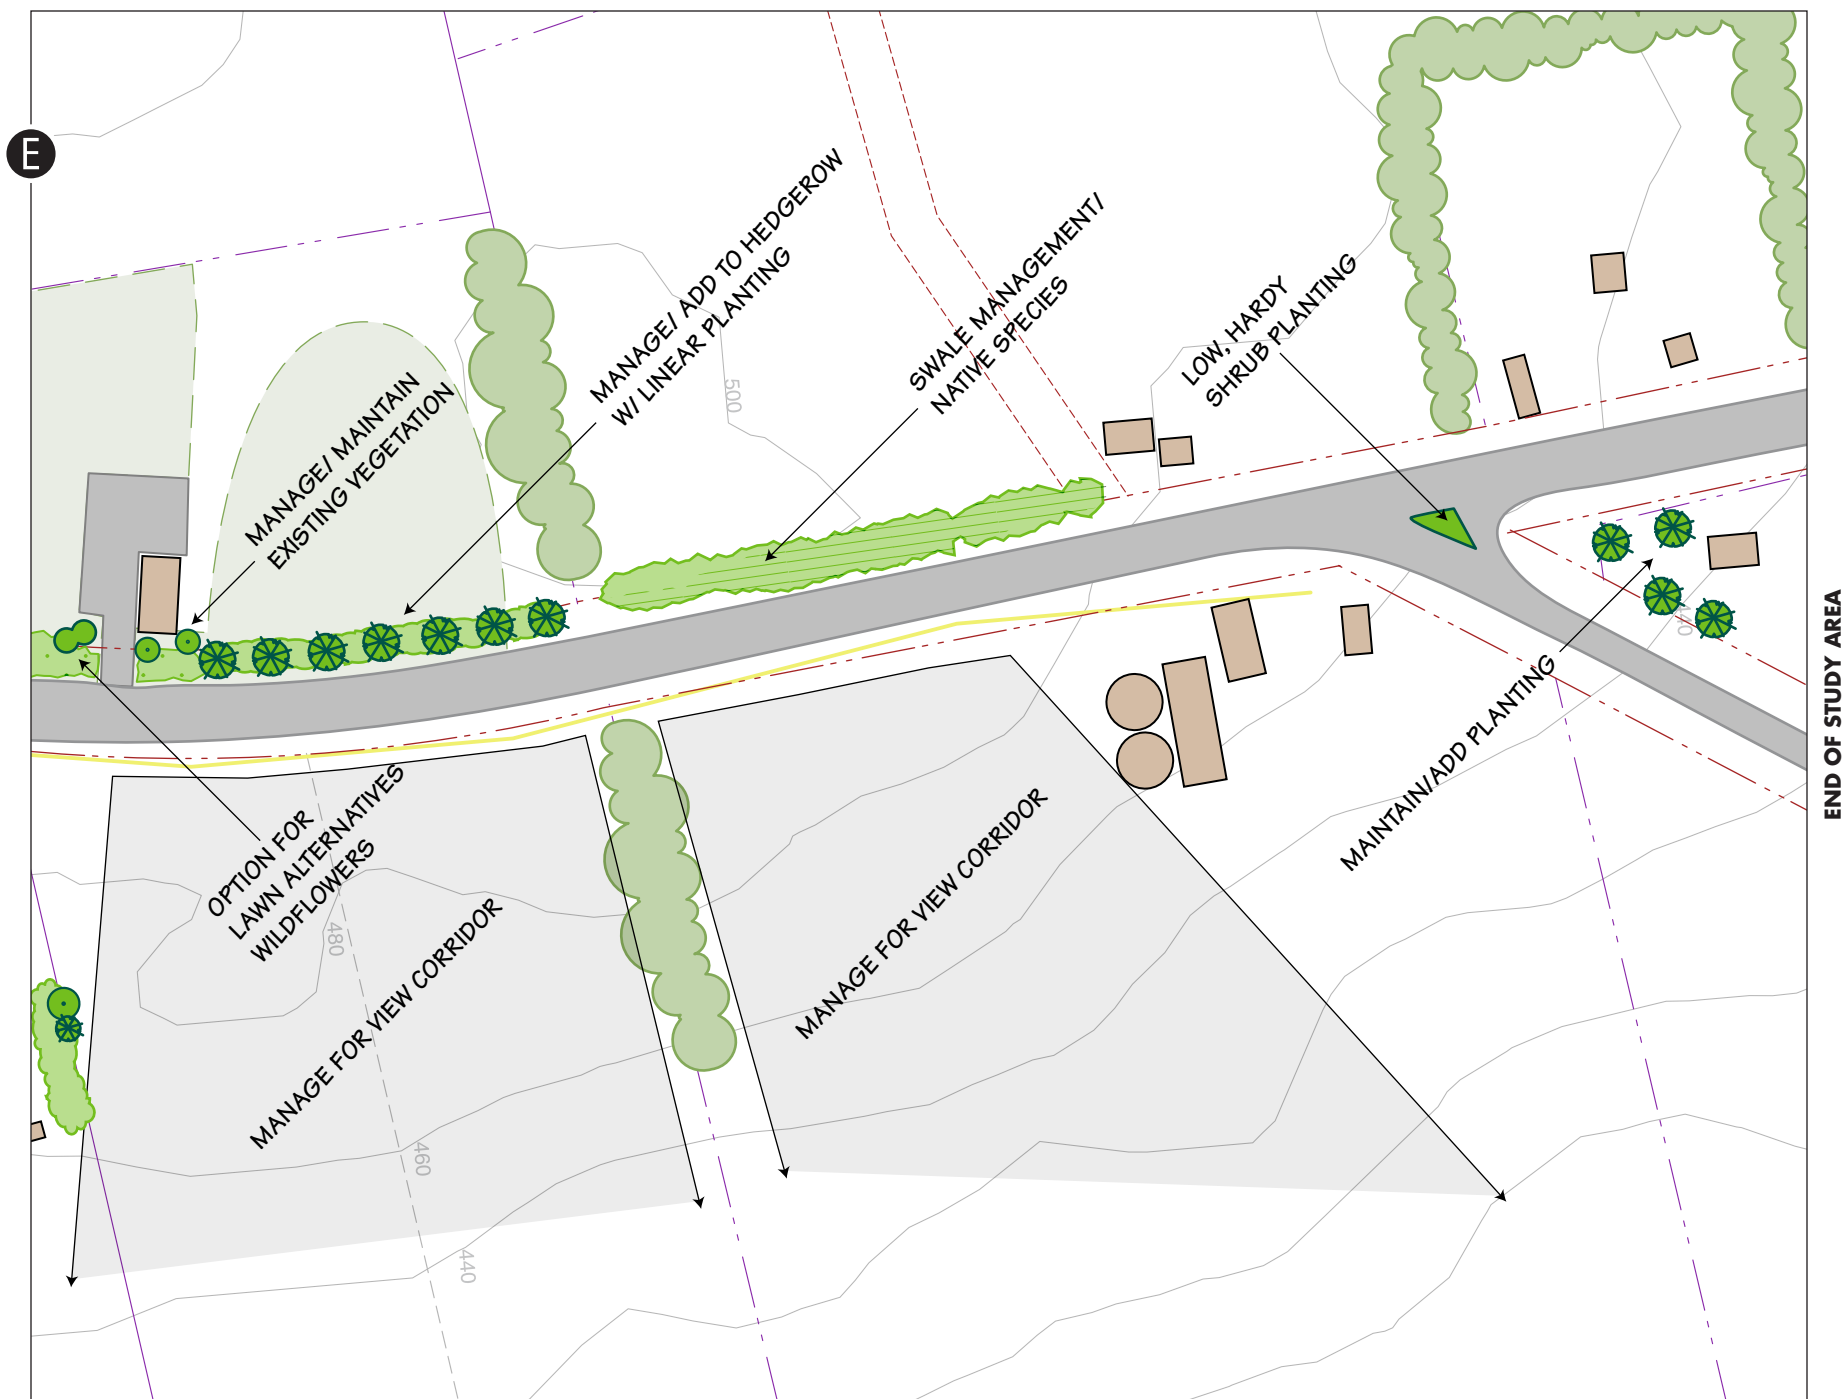 E
MANAGE/ ADD TO HEDGEROW
W/ LINEAR PLANTING
SWALE MANAGEMENT/
NATIVE SPECIES
LOW, HARDY
SHRUB PLANTING
MANAGE/ MAINTAIN
EXISTING VEGETATION
500
440
END OF STUDY AREA
MAINTAIN/ADD PLANTING
OPTION FOR
LAWN ALTERNATIVES
WILDFLOWERS
480
MANAGE FOR VIEW CORRIDOR
MANAGE FOR VIEW CORRIDOR
460
440